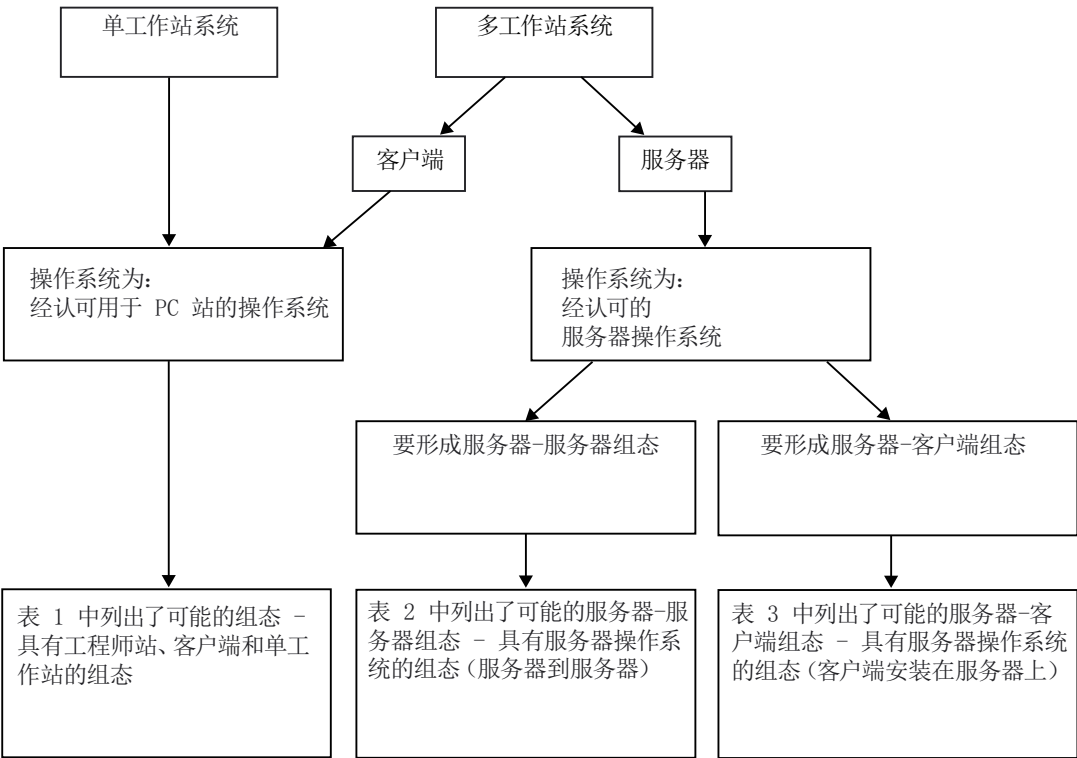 单工作站系统
多工作站系统
客户端
服务器
操作系统为:
经认可用于 PC 站的操作系统
操作系统为:
经认可的
服务器操作系统
要形成服务器-服务器组态
要形成服务器-客户端组态
表 1 中列出了可能的组态 -
具有工程师站、客户端和单工
作站的组态
表 2 中列出了可能的服务器-服
务器组态 - 具有服务器操作系
统的组态(服务器到服务器)
表 3 中列出了可能的服务器-客
户端组态 - 具有服务器操作系统
的组态(客户端安装在服务器上)